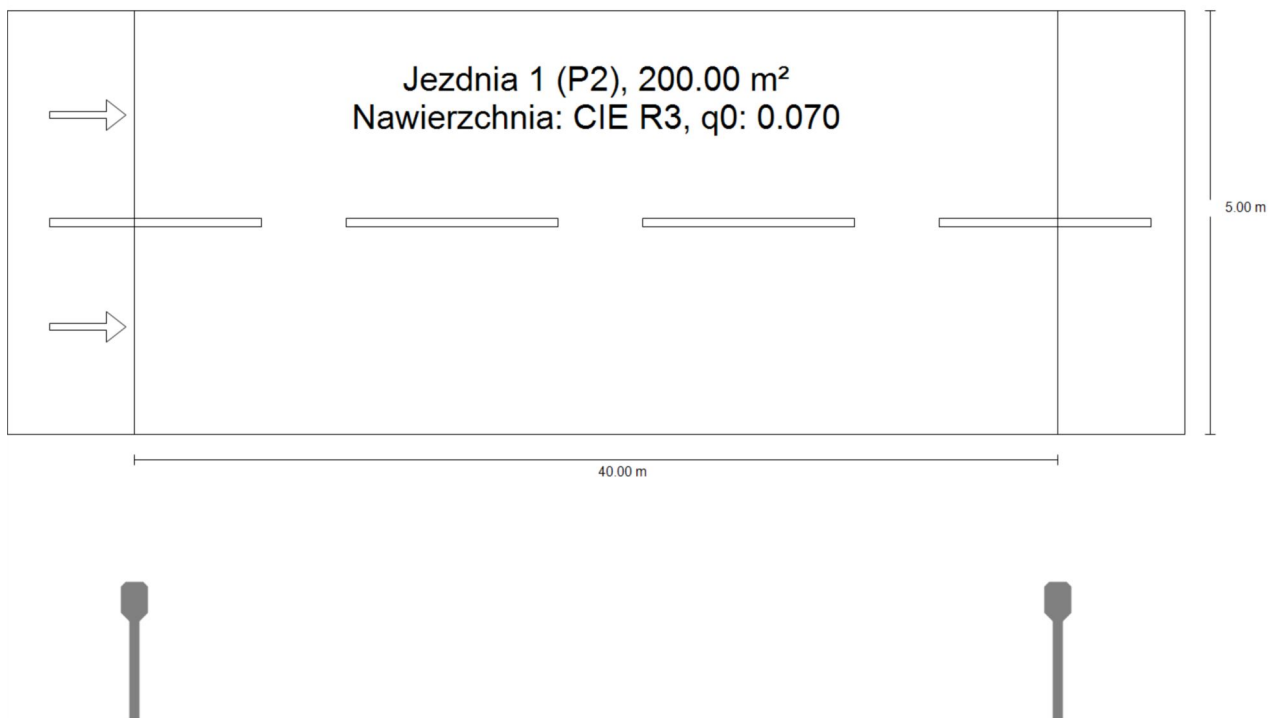 Jezdnia 1 (P2), 200.00 m²
Nawierzchnia: CIE R3, q0: 0.070
5.00 m
40.00 m